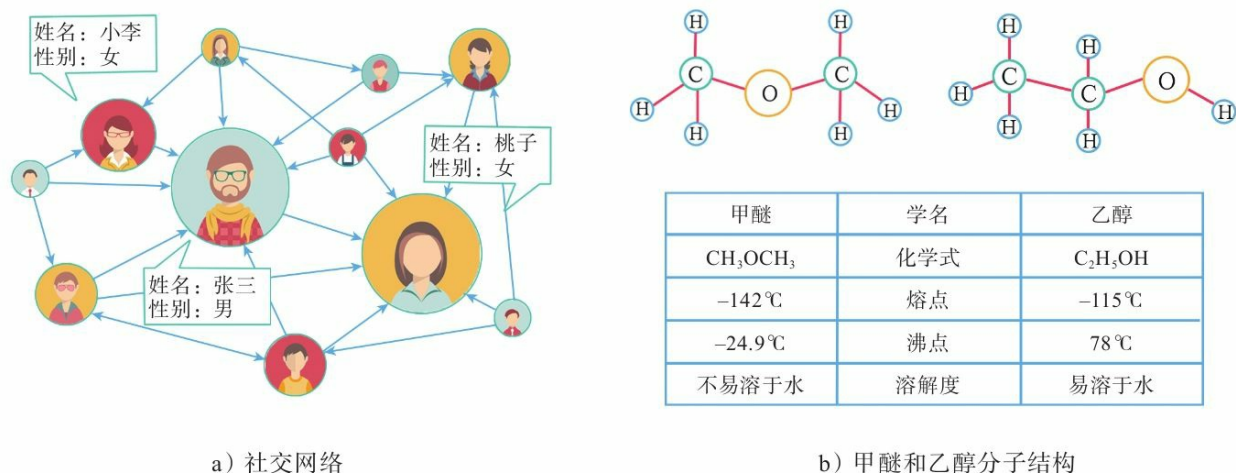 姓名：小李
性别：女
姓名：桃子
性别：女
姓名：张三
性别：男
a）社交网络
H H H H
C O C C C O
H H H H H H H H
甲醚 学名 乙醇
CH₃OCH₃ 化学式 C₂H₅OH
–142℃ 熔点 –115℃
–24.9℃ 沸点 78℃
不易溶于水 溶解度 易溶于水
b）甲醚和乙醇分子结构